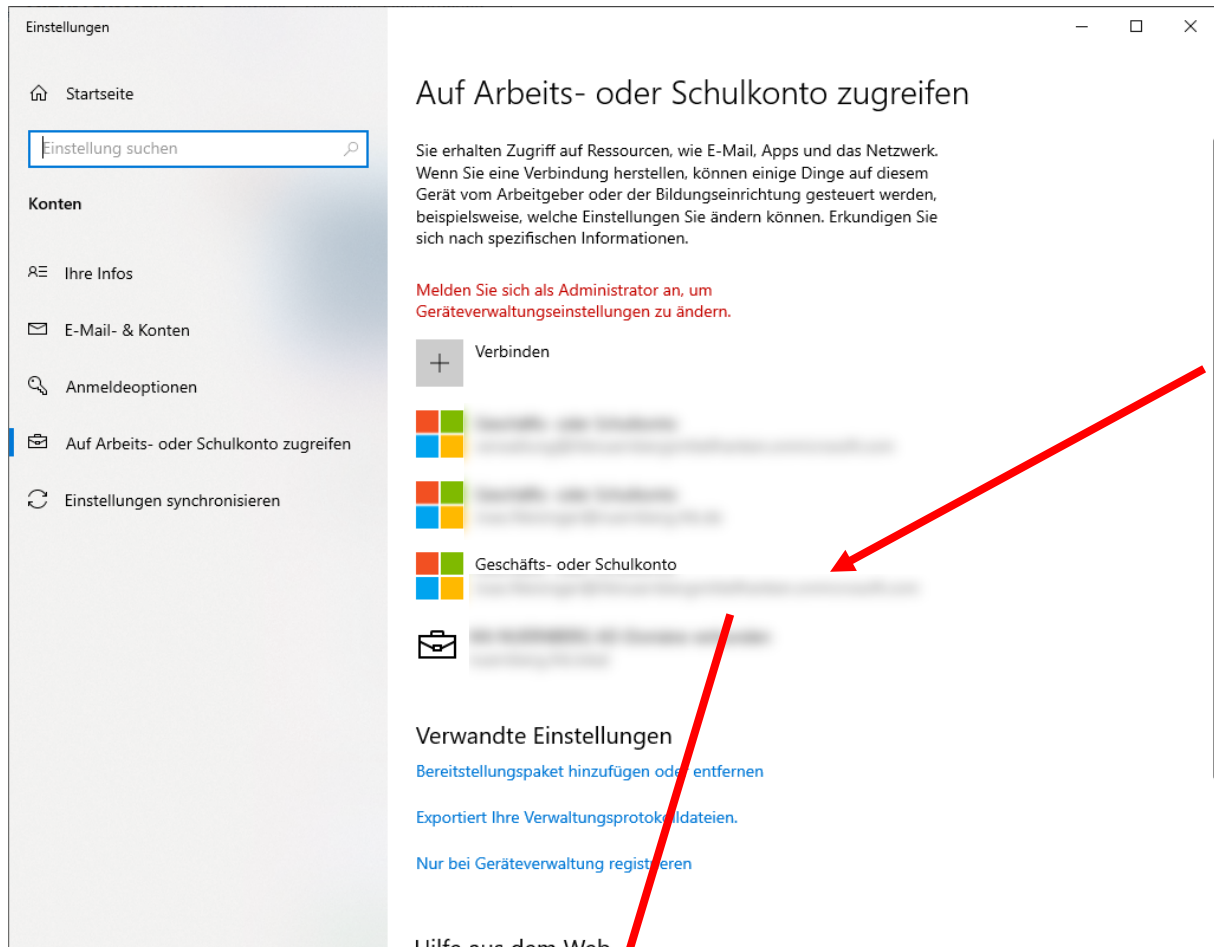 Einstellungen
Startseite
Einstellung suchen
Konten
Ihre Infos
E-Mail- & Konten
Anmeldeoptionen
Auf Arbeits- oder Schulkonto zugreifen
Einstellungen synchronisieren
Auf Arbeits- oder Schulkonto zugreifen
Sie erhalten Zugriff auf Ressourcen, wie E-Mail, Apps und das Netzwerk.
Wenn Sie eine Verbindung herstellen, können einige Dinge auf diesem
Gerät vom Arbeitgeber oder der Bildungseinrichtung gesteuert werden,
beispielsweise, welche Einstellungen Sie ändern können. Erkundigen Sie
sich nach spezifischen Informationen.
Melden Sie sich als Administrator an, um
Geräteverwaltungseinstellungen zu ändern.
Verbinden
Geschäfts- oder Schulkonto
Verwandte Einstellungen
Bereitstellungspaket hinzufügen oder entfernen
Exportiert Ihre Verwaltungsprotokolldateien.
Nur bei Geräteverwaltung registrieren
Hilfe aus dem Web